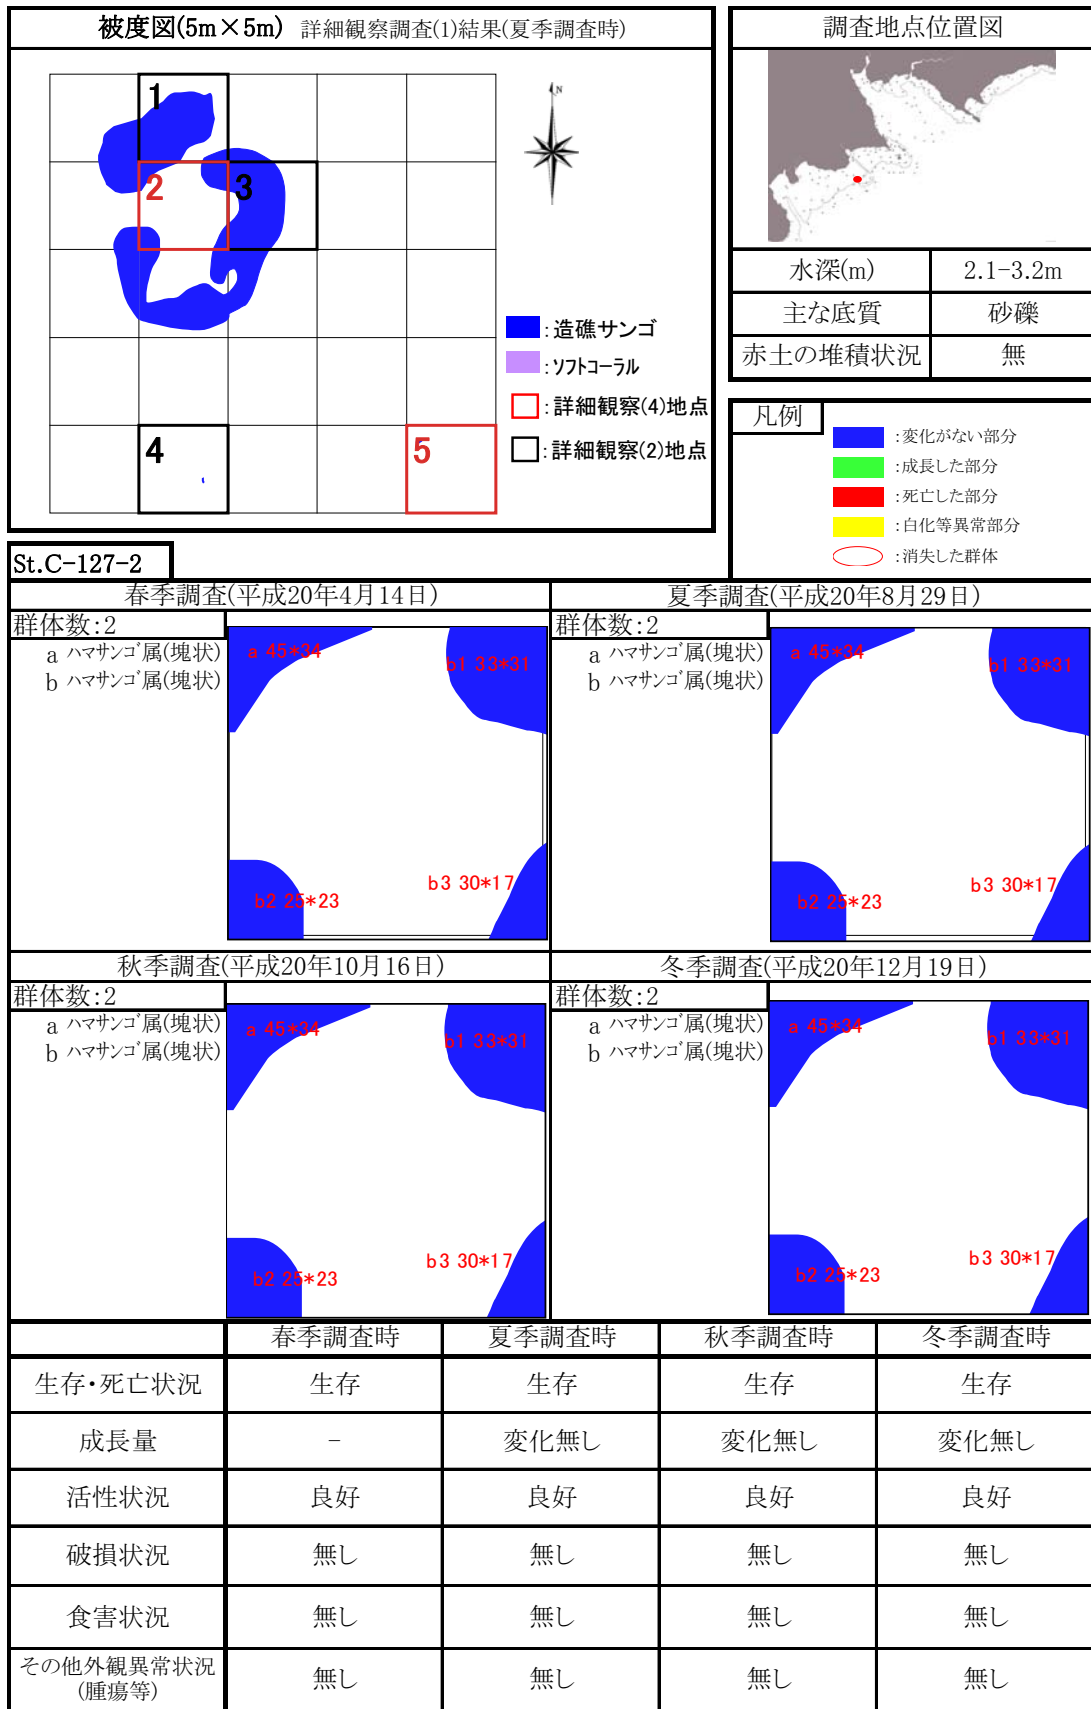 被度図(5m×5m) 詳細観察調査(1)結果(夏季調査時)
N
1
2
3
4
5
:造礁サンゴ
:ソフトコーラル
:詳細観察(4)地点
:詳細観察(2)地点
調査地点位置図
水深(m) 2.1-3.2m
主な底質 砂礫
赤土の堆積状況 無
凡例
:変化がない部分
:成長した部分
:死亡した部分
:白化等異常部分
:消失した群体
St.C-127-2
春季調査(平成20年4月14日)
群体数:2
a ハマサンゴ属(塊状)
b ハマサンゴ属(塊状)
a 45*34
b1 33*31
b2 25*23
b3 30*17
夏季調査(平成20年8月29日)
群体数:2
a ハマサンゴ属(塊状)
b ハマサンゴ属(塊状)
a 45*34
b1 33*31
b2 25*23
b3 30*17
秋季調査(平成20年10月16日)
群体数:2
a ハマサンゴ属(塊状)
b ハマサンゴ属(塊状)
a 45*34
b1 33*31
b2 25*23
b3 30*17
冬季調査(平成20年12月19日)
群体数:2
a ハマサンゴ属(塊状)
b ハマサンゴ属(塊状)
a 45*34
b1 33*31
b2 25*23
b3 30*17
春季調査時 夏季調査時 秋季調査時 冬季調査時
生存・死亡状況 生存 生存 生存 生存
成長量 - 変化無し 変化無し 変化無し
活性状況 良好 良好 良好 良好
破損状況 無し 無し 無し 無し
食害状況 無し 無し 無し 無し
その他外観異常状況
(腫瘍等) 無し 無し 無し 無し